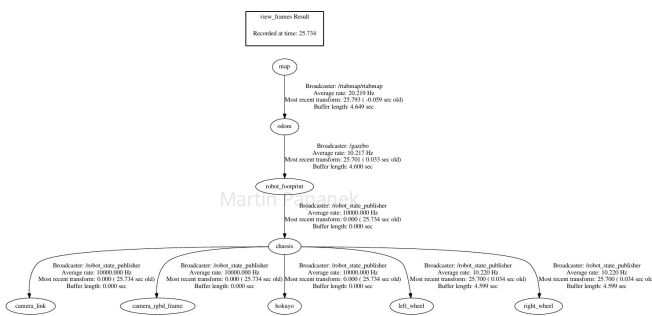 view_frames Result
Recorded at time: 25.734
map
Broadcaster: /rtabmap/rtabmap
Average rate: 20.219 Hz
Most recent transform: 25.793 ( -0.059 sec old)
Buffer length: 4.649 sec
odom
Broadcaster: /gazebo
Average rate: 10.217 Hz
Most recent transform: 25.701 ( 0.033 sec old)
Buffer length: 4.600 sec
robot_footprint
Martin Papanek
Broadcaster: /robot_state_publisher
Average rate: 10000.000 Hz
Most recent transform: 0.000 ( 25.734 sec old)
Buffer length: 0.000 sec
chassis
Broadcaster: /robot_state_publisher
Average rate: 10000.000 Hz
Most recent transform: 0.000 ( 25.734 sec old)
Buffer length: 0.000 sec
Broadcaster: /robot_state_publisher
Average rate: 10000.000 Hz
Most recent transform: 0.000 ( 25.734 sec old)
Buffer length: 0.000 sec
Broadcaster: /robot_state_publisher
Average rate: 10000.000 Hz
Most recent transform: 0.000 ( 25.734 sec old)
Buffer length: 0.000 sec
Broadcaster: /robot_state_publisher
Average rate: 10.220 Hz
Most recent transform: 25.700 ( 0.034 sec old)
Buffer length: 4.599 sec
Broadcaster: /robot_state_publisher
Average rate: 10.220 Hz
Most recent transform: 25.700 ( 0.034 sec old
Buffer length: 4.599 sec
camera_link
camera_rgbd_frame
hokuyo
left_wheel
right_wheel